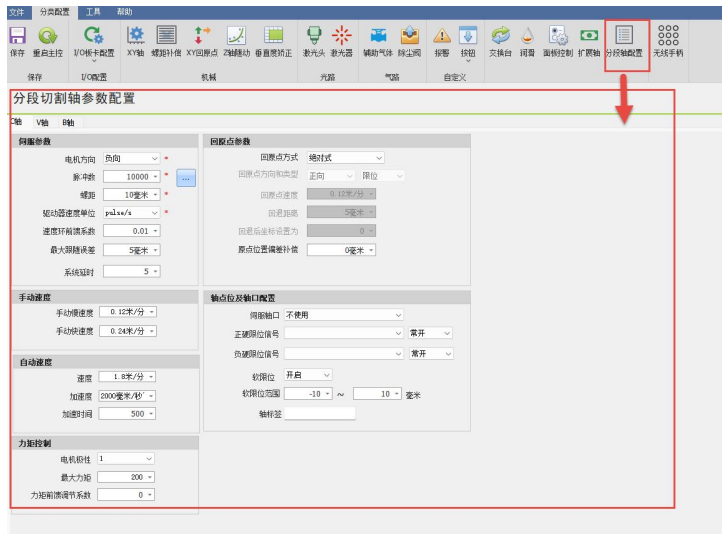 文件 分类配置 工具 帮助
保存 重启主控 I/O板卡配置 XY轴 螺距补偿 XY回原点 Z轴随动 垂直度矫正 激光头 激光器 辅助气体 除尘阀 报警 按钮 交换台 润滑 面板控制 扩展轴 分段轴配置 无线手柄
保存 I/O配置 机械 光路 气路 自定义
分段切割轴参数配置
C轴 V轴 B轴
伺服参数
电机方向 负向 *
脉冲数 10000 * ...
螺距 10毫米 *
驱动器速度单位 pulse/s *
速度环前馈系数 0.01
最大跟随误差 5毫米
系统延时 5
手动速度
手动慢速度 0.12米/分
手动快速度 0.24米/分
自动速度
速度 1.8米/分
加速度 2000毫米/秒²
加速时间 500
力矩控制
电机极性 1
最大力矩 200
力矩前馈调节系数 0
回原点参数
回原点方式 绝对式
回原点方向和类型 正向 限位
回原点速度 0.12米/分
回退距离 5毫米
回退后坐标设置为 0
原点位置偏差补偿 0毫米
轴点位及轴口配置
伺服轴口 不使用
正硬限位信号 常开
负硬限位信号 常开
软限位 开启
软限位范围 -10 ~ 10 毫米
轴标签